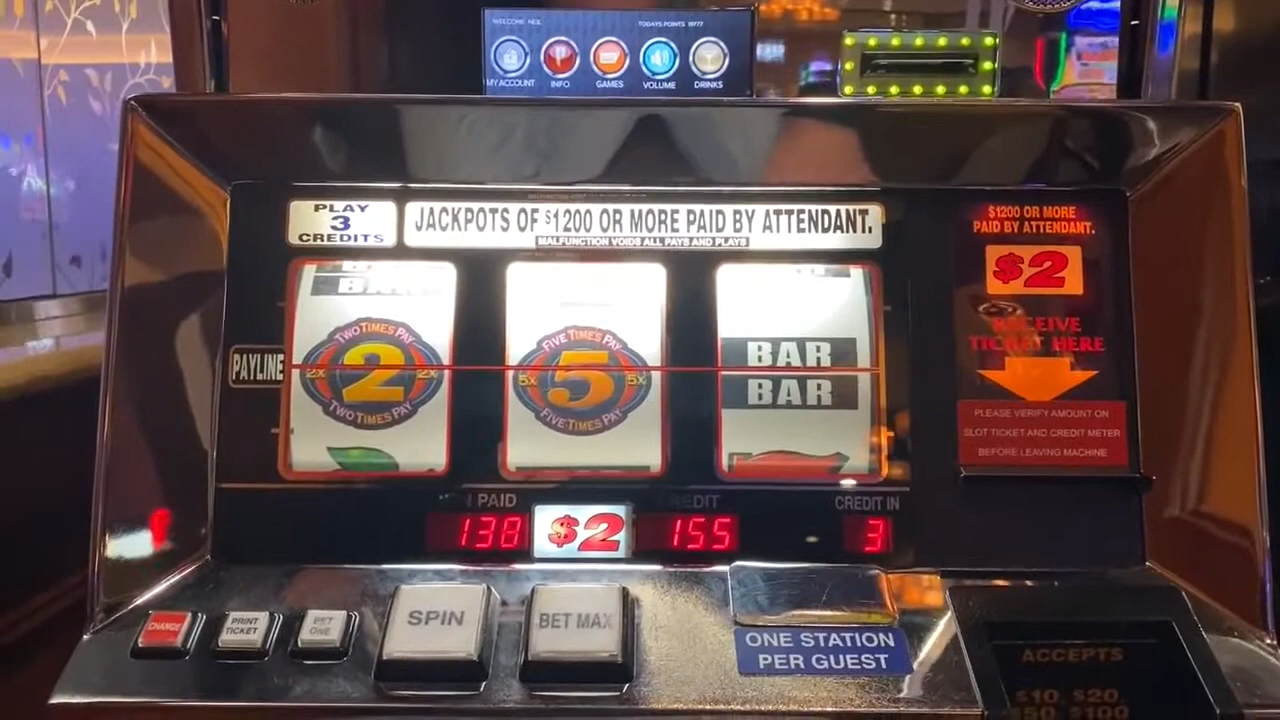 WELCOME NEIL
TODAYS POINTS 19777
MY ACCOUNT
INFO
GAMES
VOLUME
DRINKS
PLAY
3
CREDITS
JACKPOTS OF $1200 OR MORE PAID BY ATTENDANT.
MALFUNCTION VOIDS ALL PAYS AND PLAYS
$1200 OR MORE
PAID BY ATTENDANT.
$2
RECEIVE
TICKET HERE
PLEASE VERIFY AMOUNT ON
SLOT TICKET AND CREDIT METER
BEFORE LEAVING MACHINE
PAYLINE
TWO TIMES PAY
2x 2 2x
TWO TIMES PAY
FIVE TIMES PAY
5x 5 5x
FIVE TIMES PAY
BAR
BAR
PAID
CREDIT IN
138
$2
155
3
CHANGE
PRINT
TICKET
BET
ONE
SPIN
BET MAX
ONE STATION
PER GUEST
ACCEPTS
$10 $20
$50 $100